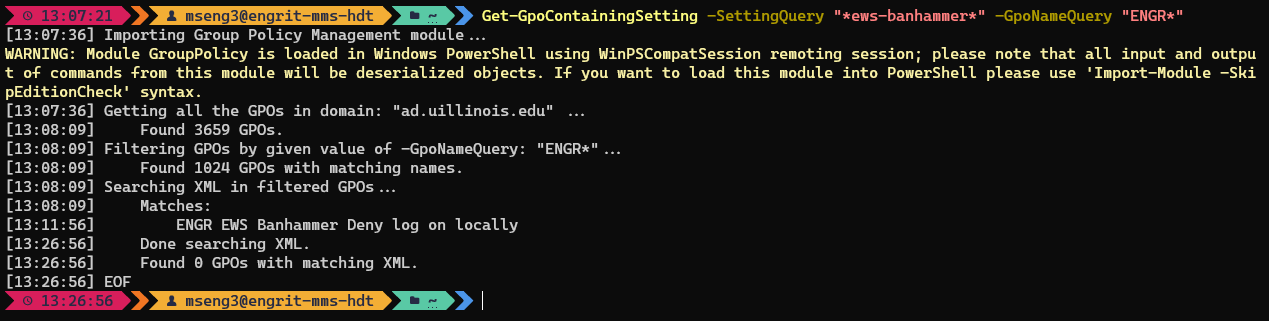 13:07:21 mseng3@engrit-mms-hdt ~ Get-GpoContainingSetting -SettingQuery "*ews-banhammer*" -GpoNameQuery "ENGR*"
[13:07:36] Importing Group Policy Management module...
WARNING: Module GroupPolicy is loaded in Windows PowerShell using WinPSCompatSession remoting session; please note that all input and outpu
t of commands from this module will be deserialized objects. If you want to load this module into PowerShell please use 'Import-Module -Ski
pEditionCheck' syntax.
[13:07:36] Getting all the GPOs in domain: "ad.uillinois.edu" ...
[13:08:09]     Found 3659 GPOs.
[13:08:09] Filtering GPOs by given value of -GpoNameQuery: "ENGR*"...
[13:08:09]     Found 1024 GPOs with matching names.
[13:08:09] Searching XML in filtered GPOs...
[13:08:09]     Matches:
[13:11:56]         ENGR EWS Banhammer Deny log on locally
[13:26:56]     Done searching XML.
[13:26:56]     Found 0 GPOs with matching XML.
[13:26:56] EOF
13:26:56 mseng3@engrit-mms-hdt ~